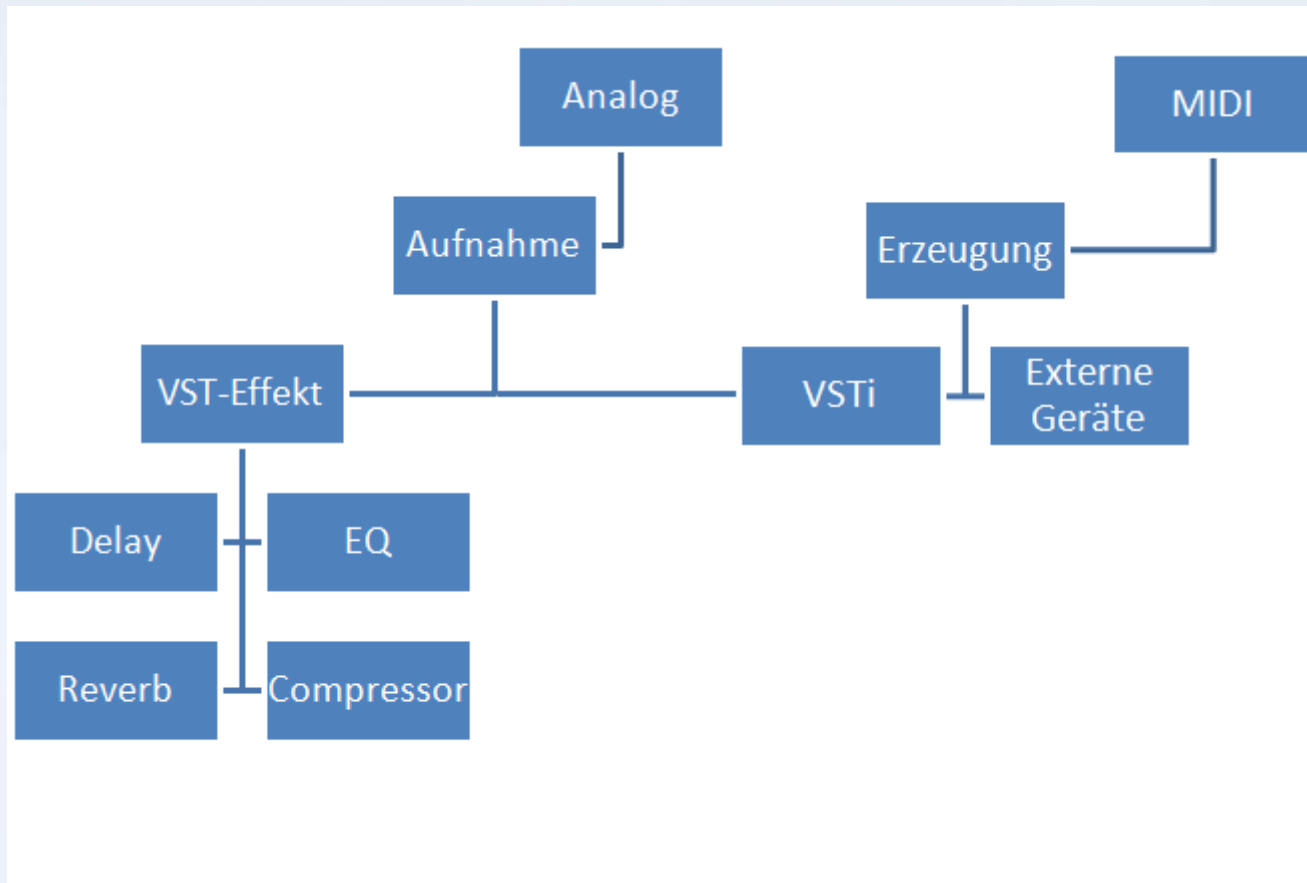 Analog
MIDI
Aufnahme
Erzeugung
VST-Effekt
VSTi
Externe
Geräte
Delay
EQ
Reverb
Compressor